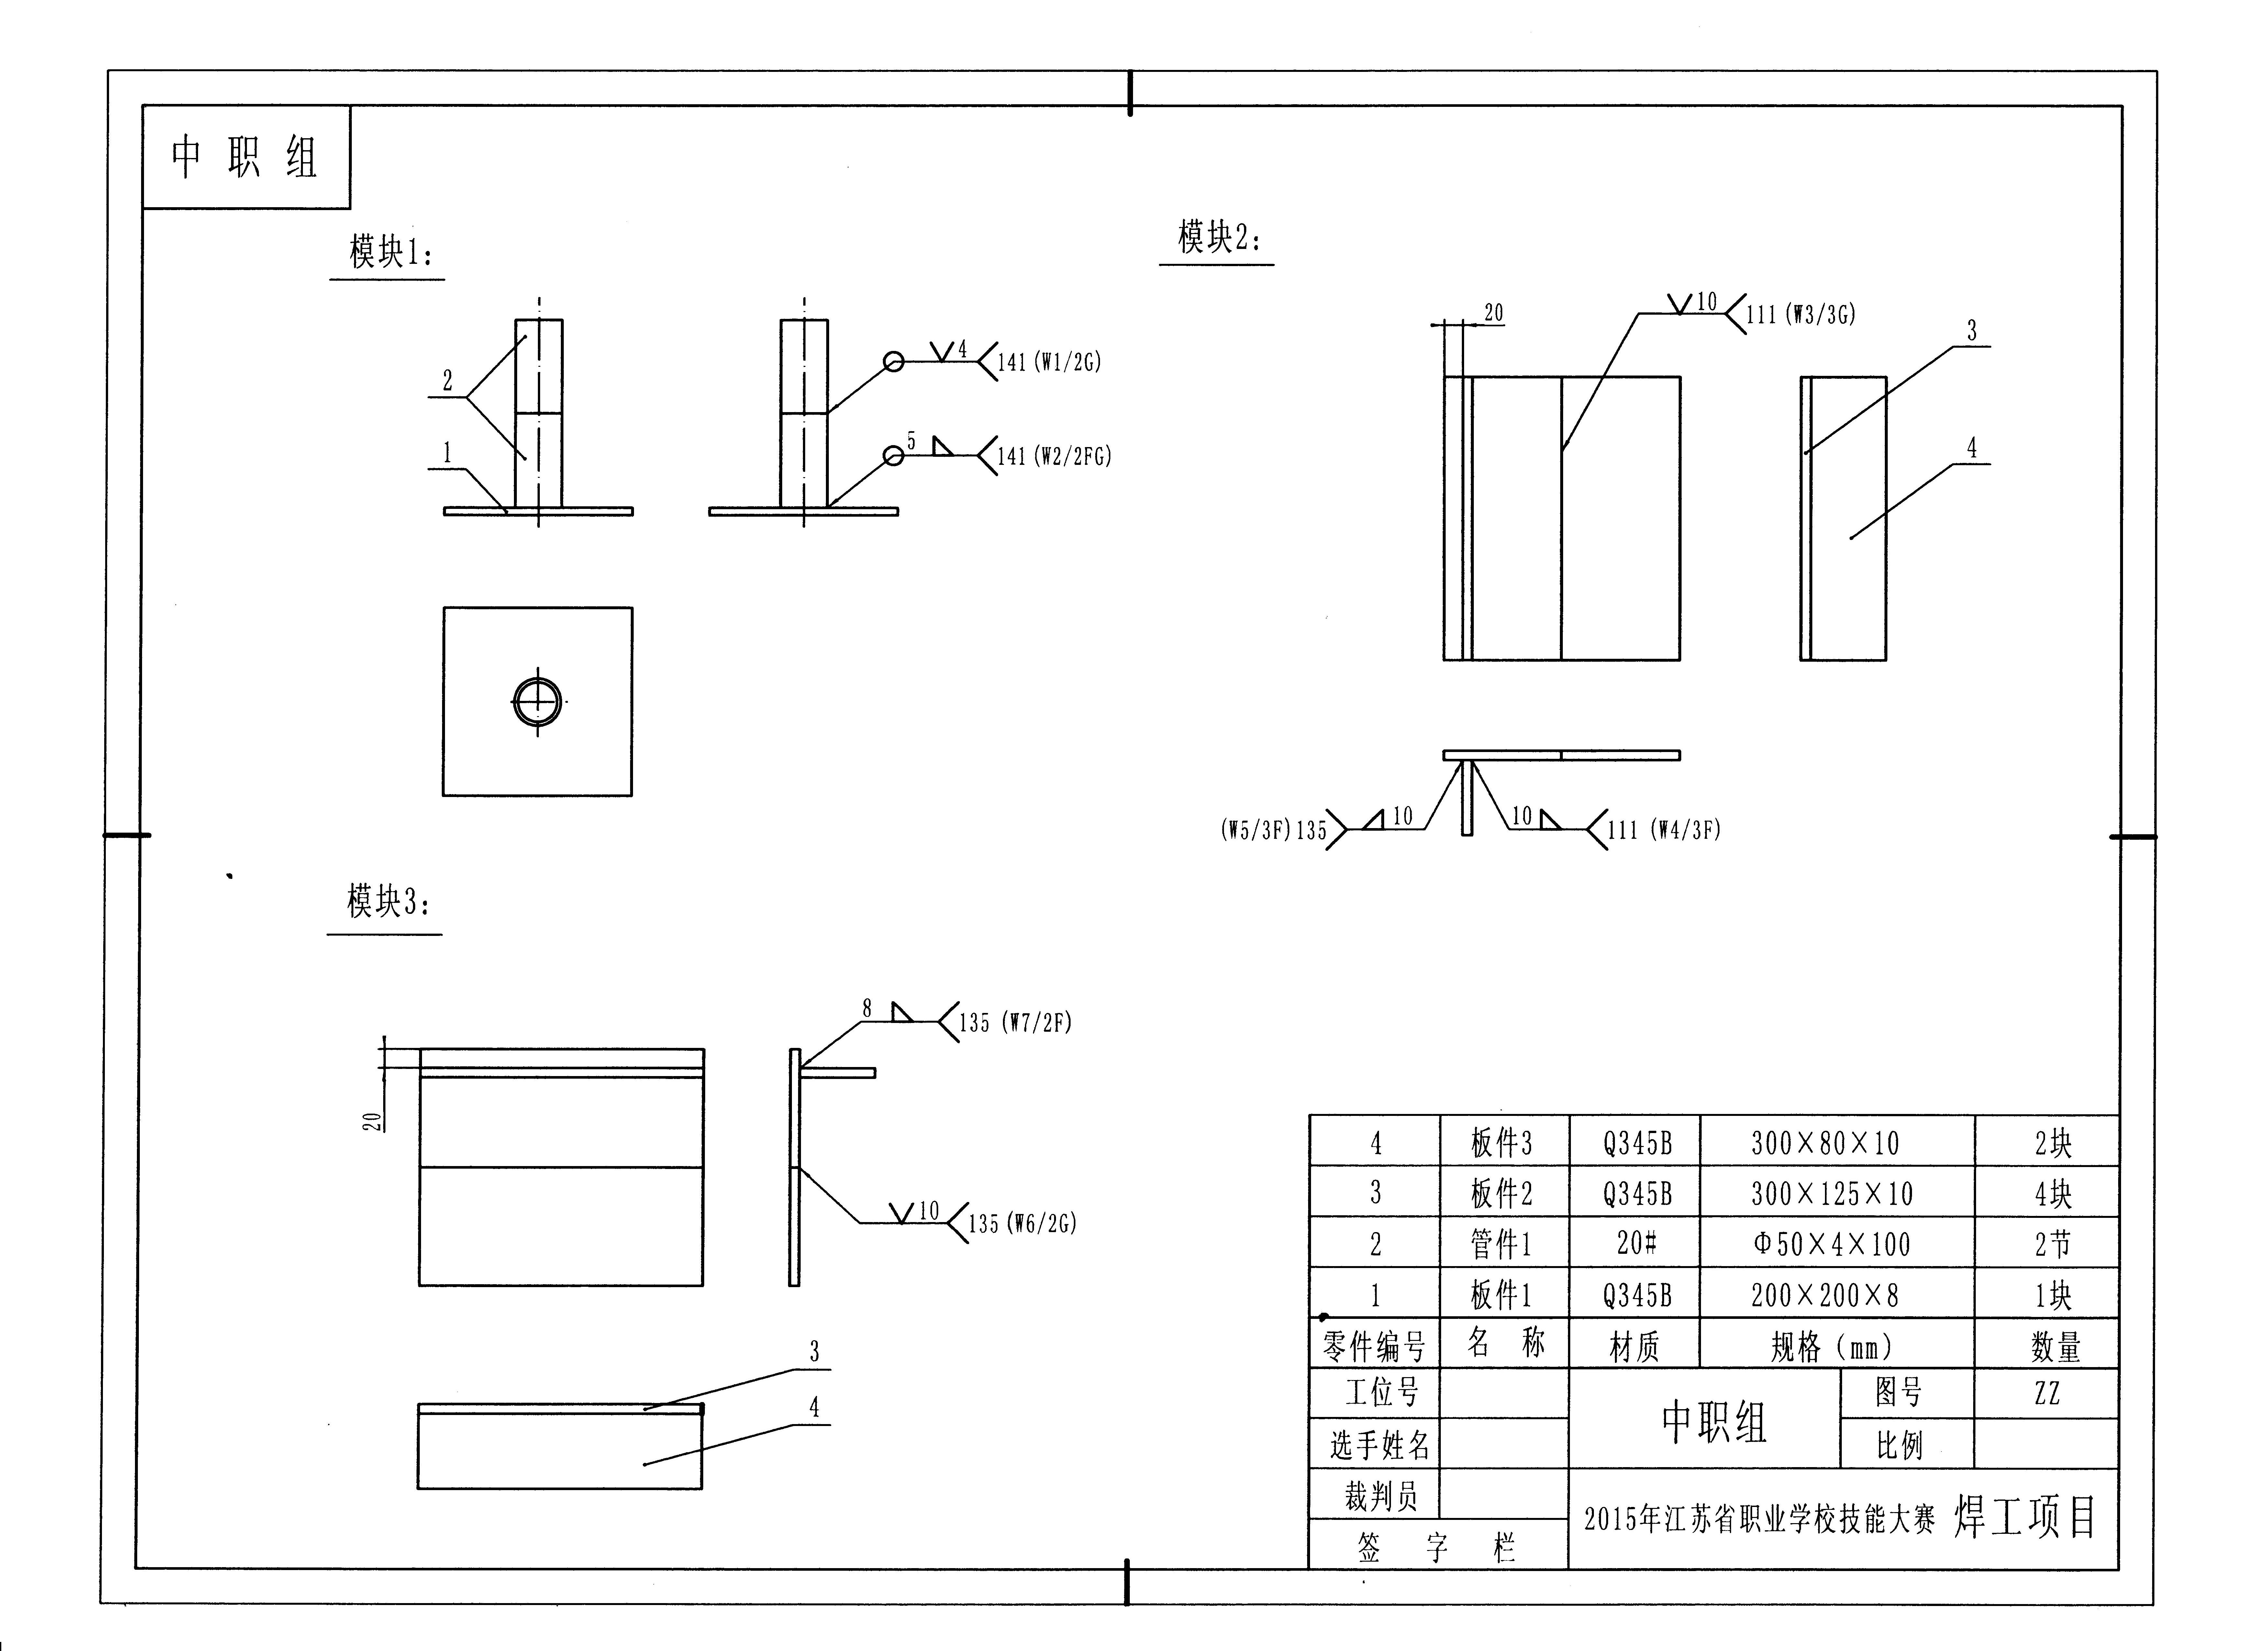 中职组
模块1:
2
1
4
141(W1/2G)
5
141(W2/2FG)
模块2:
20
10
111(W3/3G)
3
4
(W5/3F)135
10
10
111(W4/3F)
模块3:
20
8
135(W7/2F)
10
135(W6/2G)
3
4
4 板件3 Q345B 300×80×10 2块
3 板件2 Q345B 300×125×10 4块
2 管件1 20# Φ50×4×100 2节
1 板件1 Q345B 200×200×8 1块
零件编号 名 称 材质 规格(mm) 数量
工位号 中职组 图号 ZZ
选手姓名 比例
裁判员 2015年江苏省职业学校技能大赛 焊工项目
签 字 栏